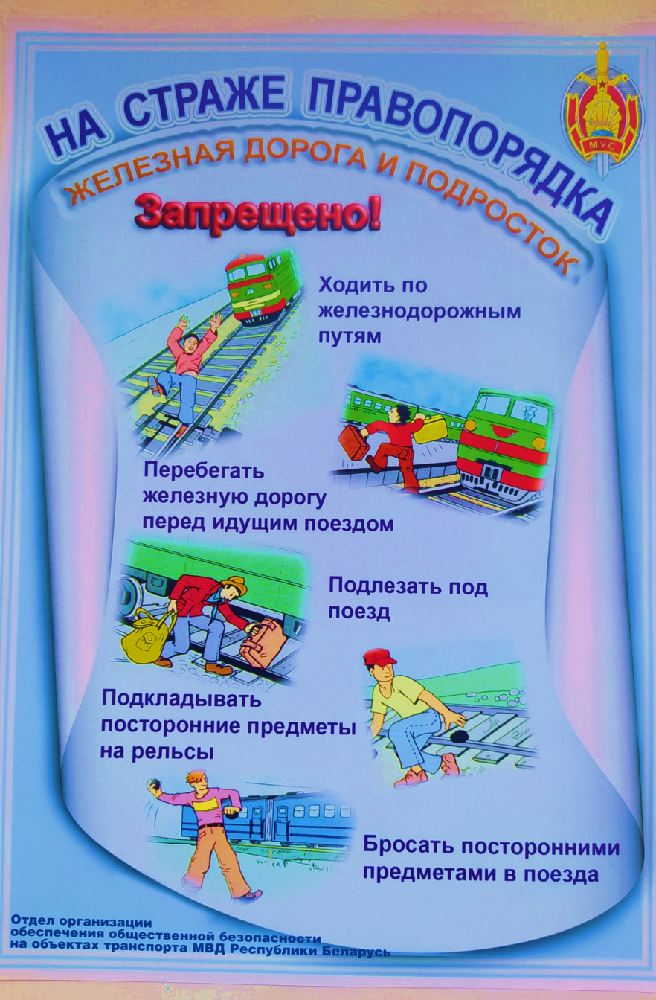 НА СТРАЖЕ ПРАВОПОРЯДКА
МУС
ЖЕЛЕЗНАЯ ДОРОГА И ПОДРОСТОК
Запрещено!
Ходить по
железнодорожным
путям
Перебегать
железную дорогу
перед идущим поездом
Подлезать под
поезд
Подкладывать
посторонние предметы
на рельсы
Бросать посторонними
предметами в поезда
Отдел организации
обеспечения общественной безопасности
на объектах транспорта МВД Республики Беларусь